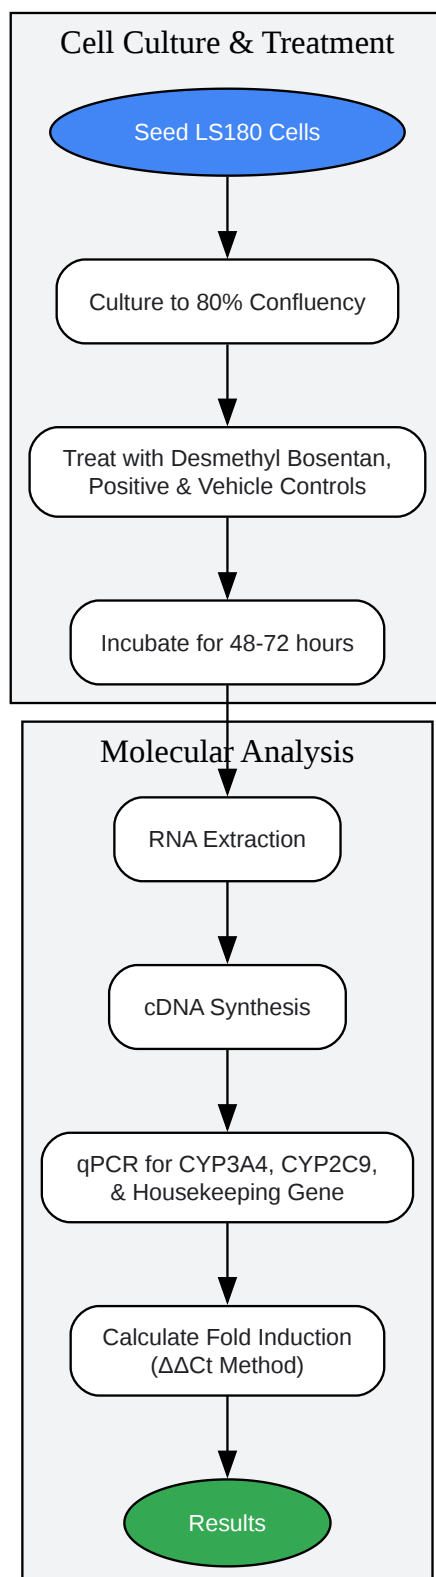 Cell Culture & Treatment
Seed LS180 Cells
Culture to 80% Confluency
Treat with Desmethyl Bosentan,
Positive & Vehicle Controls
Incubate for 48-72 hours
Molecular Analysis
RNA Extraction
cDNA Synthesis
qPCR for CYP3A4, CYP2C9,
& Housekeeping Gene
Calculate Fold Induction
(ΔΔCt Method)
Results